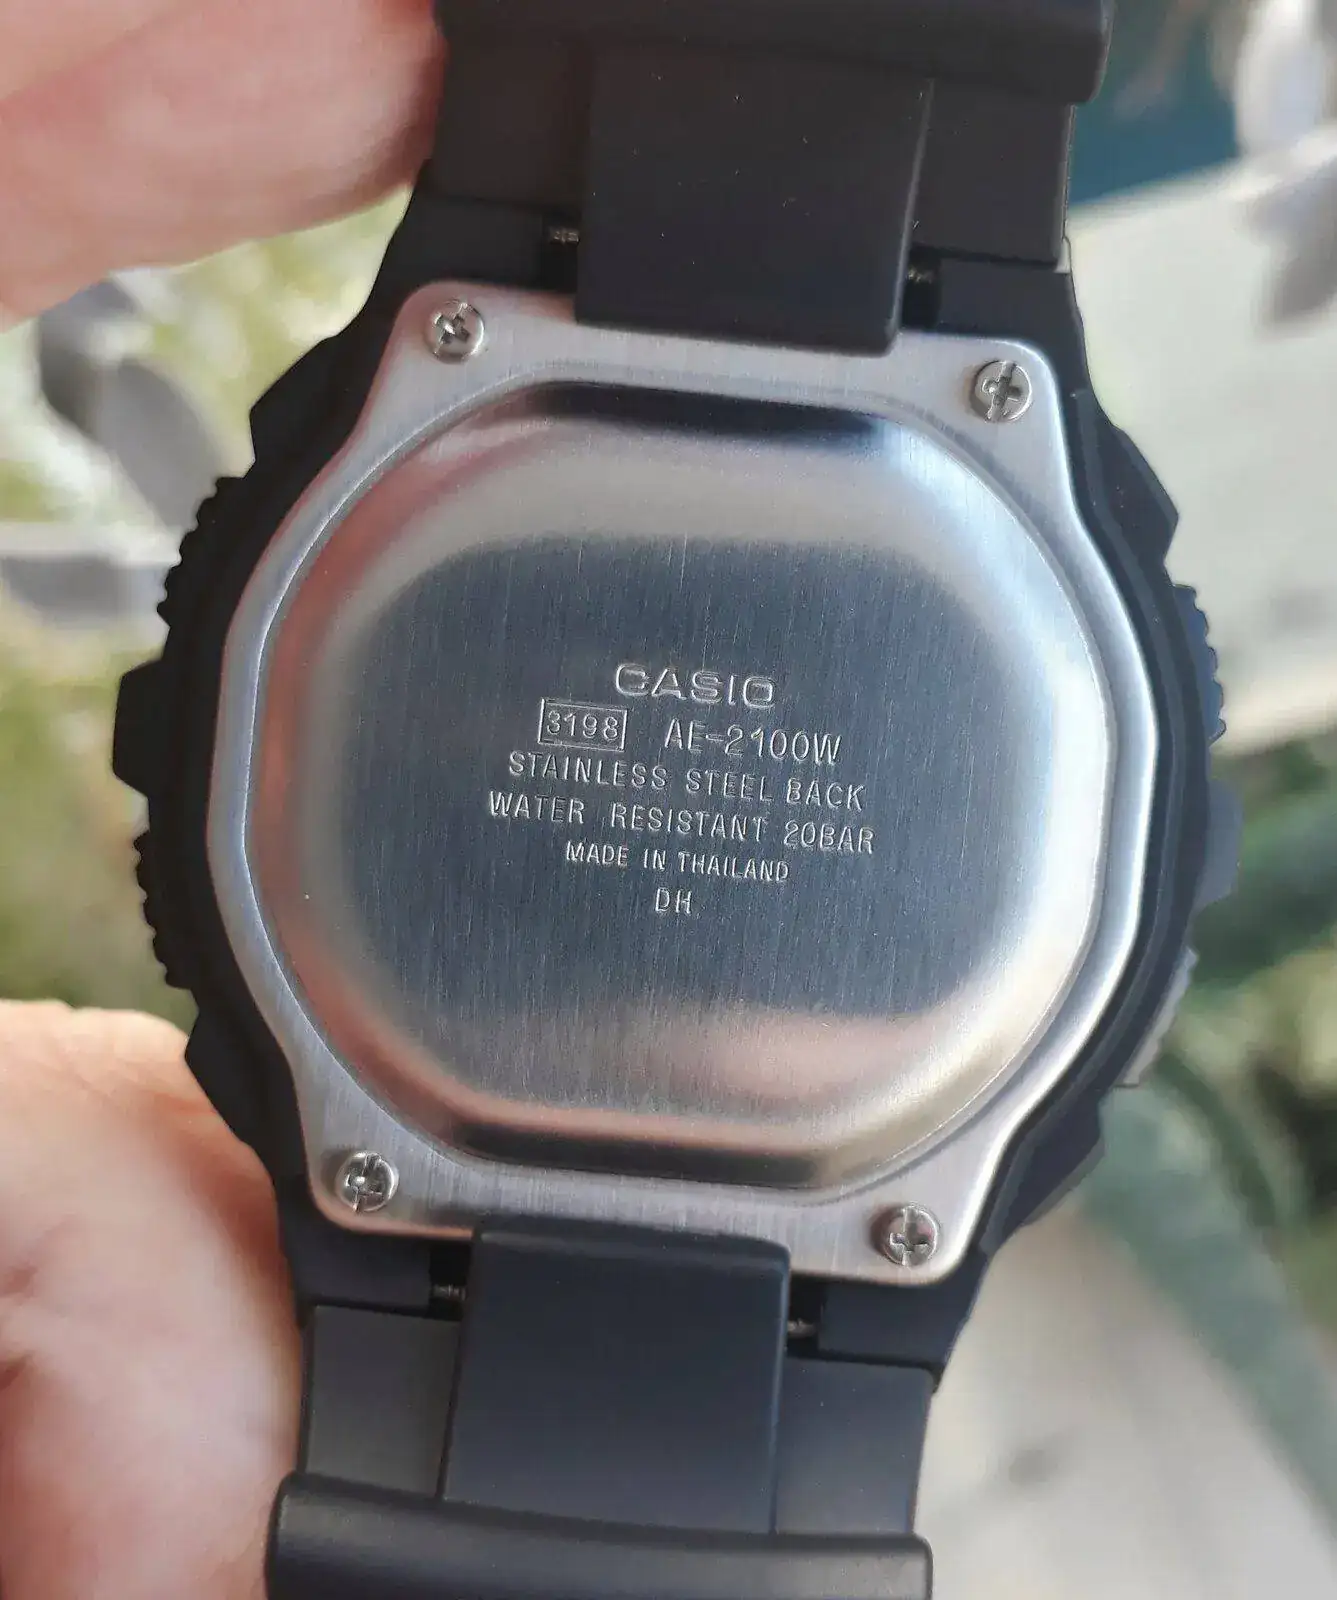 CASIO
3198 AE-2100W
STAINLESS STEEL BACK
WATER RESISTANT 20BAR
MADE IN THAILAND
DH